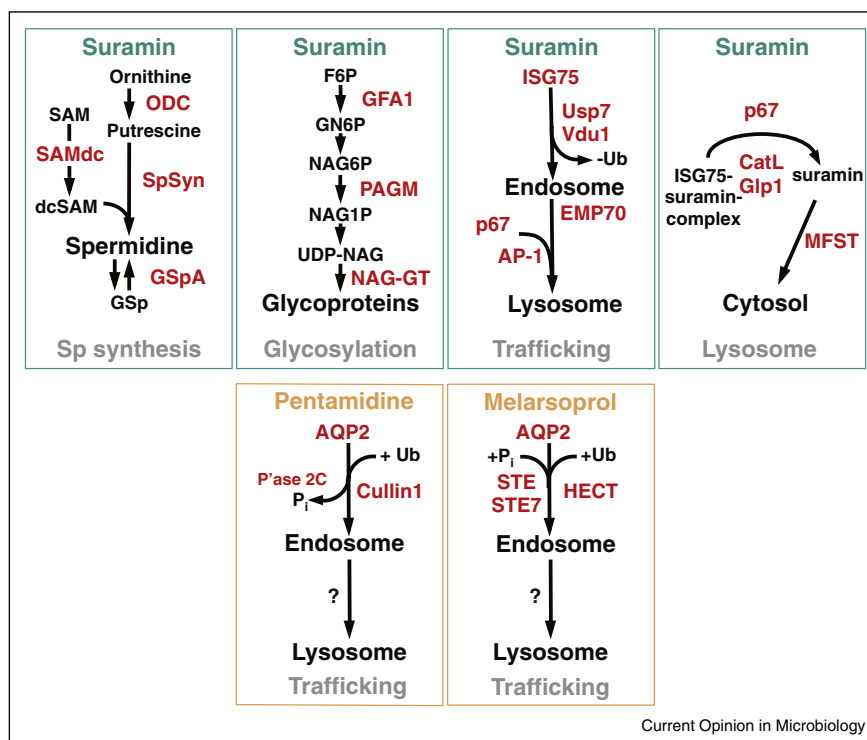 Suramin
Ornithine
ODC
SAM
Putrescine
SAMdc
SpSyn
dcSAM
Spermidine
GSpA
GSp
Sp synthesis
Suramin
F6P
GFA1
GN6P
NAG6P
PAGM
NAG1P
UDP-NAG
NAG-GT
Glycoproteins
Glycosylation
Suramin
ISG75
Usp7
Vdu1
-Ub
Endosome
EMP70
p67
AP-1
Lysosome
Trafficking
Suramin
p67
ISG75-
suramin-
complex
CatL
Glp1
suramin
MFST
Cytosol
Lysosome
Pentamidine
AQP2
+ Ub
P'ase 2C
Pi
Cullin1
Endosome
?
Lysosome
Trafficking
Melarsoprol
AQP2
+Pi
+Ub
STE
STE7
HECT
Endosome
?
Lysosome
Trafficking
Current Opinion in Microbiology